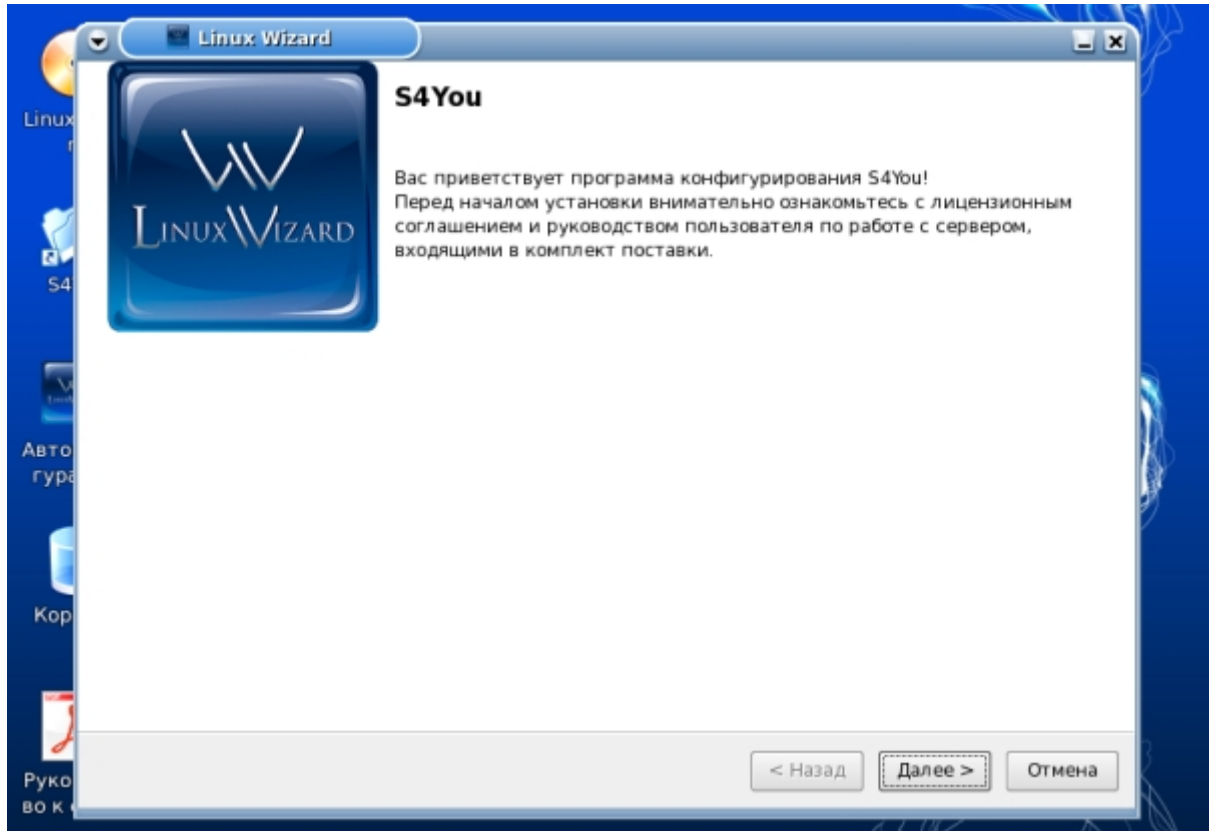 Linux Wizard
S4You
Вас приветствует программа конфигурирования S4You!
Перед началом установки внимательно ознакомьтесь с лицензионным
соглашением и руководством пользователя по работе с сервером,
входящими в комплект поставки.
LINUX WIZARD
Linux
S4
Авто
гура
Кор
Руко
во к
< Назад
Далее >
Отмена